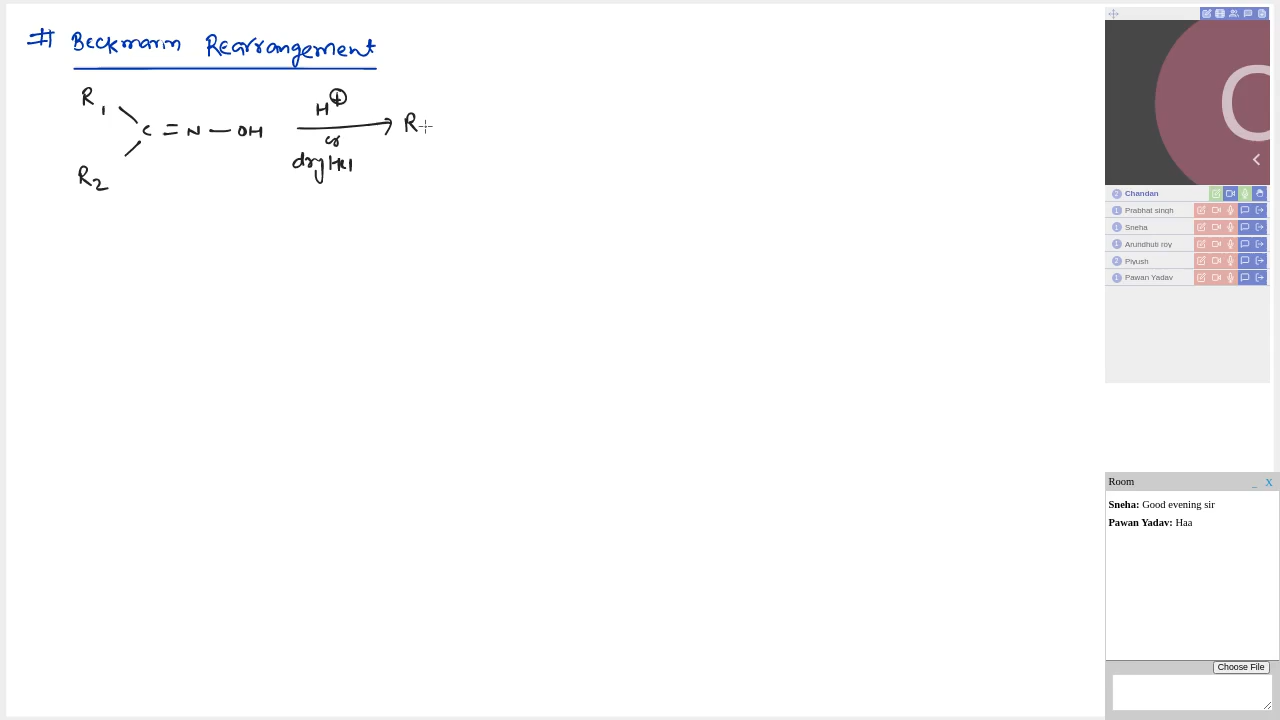 # Beckmann Rearrangement
R1
H⊕
C = N — OH → R
or
dry HCl
R2
C
Chandan
Prabhat singh
Sneha
Arundhuti roy
Piyush
Pawan Yadav
Room _ X
Sneha: Good evening sir
Pawan Yadav: Haa
Choose File